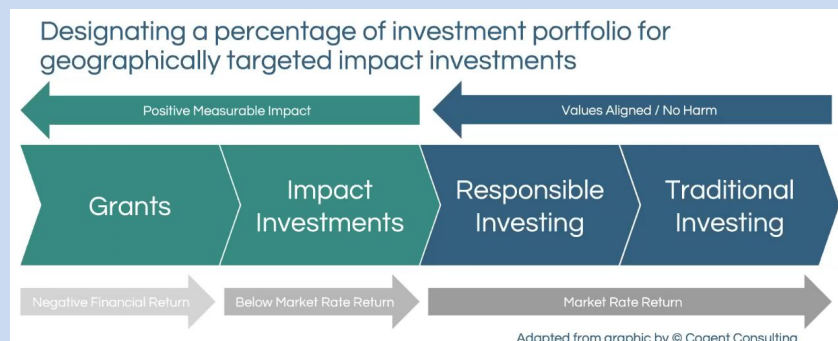 Designating a percentage of investment portfolio for
geographically targeted impact investments
Positive Measurable Impact
Values Aligned / No Harm
Grants
Impact
Investments
Responsible
Investing
Traditional
Investing
Negative Financial Return
Below Market Rate Return
Market Rate Return
Adapted from graphic by © Cogent Consulting